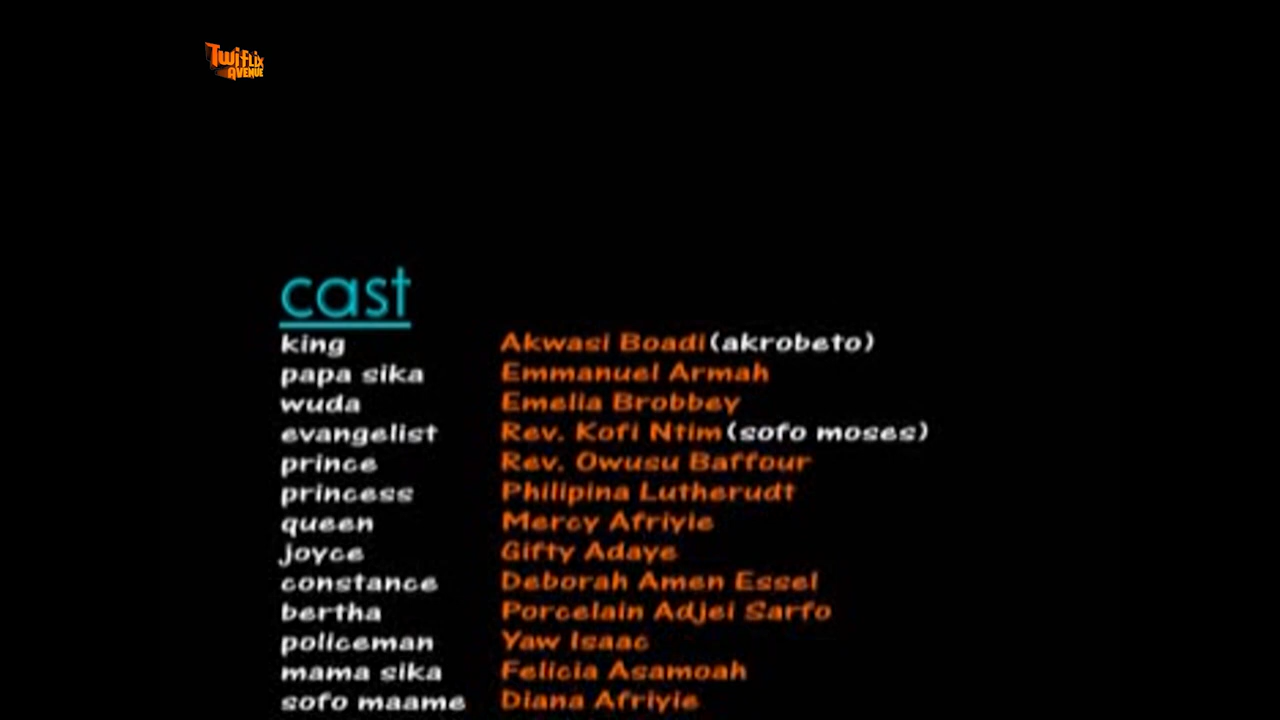 Twiflix
Avenue
cast
king Akwasi Boadi (akrobeto)
papa sika Emmanuel Armah
wuda Emelia Brobbey
evangelist Rev. Kofi Ntim (sofo moses)
prince Rev. Owusu Baffour
princess Philipina Lutherudt
queen Mercy Afriyie
joyce Gifty Adaye
constance Deborah Amen Essel
bertha Porcelain Adjei Sarfo
policeman Yaw Isaac
mama sika Felicia Asamoah
sofo maame Diana Afriyie